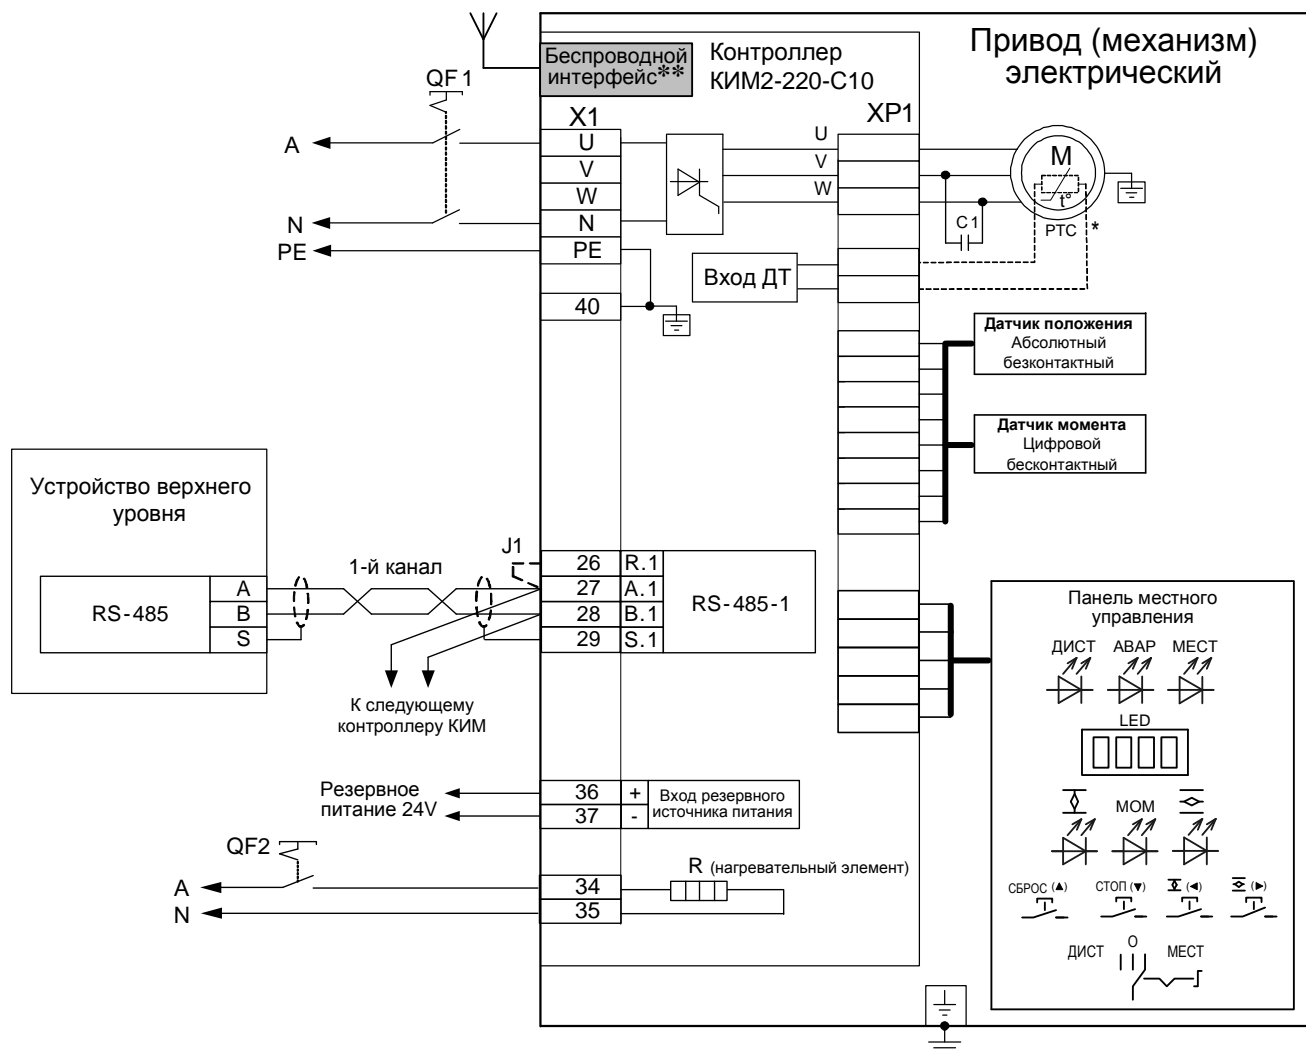 Привод (механизм)
электрический
Беспроводной
интерфейс**
Контроллер
КИМ2-220-С10
QF1
X1
XP1
A
U
V
W
N
PE
40
N
PE
U
V
W
M
t°
PTC
*
C1
Вход ДТ
Датчик положения
Абсолютный
безконтактный
Датчик момента
Цифровой
бесконтактный
Устройство верхнего
уровня
RS-485
A
B
S
1-й канал
J1
26 R.1
27 A.1
28 B.1
29 S.1
RS-485-1
К следующему
контроллеру КИМ
Панель местного
управления
ДИСТ АВАР МЕСТ
LED
МОМ
СБРОС (▲) СТОП (▼) (◄) (►)
ДИСТ O МЕСТ
Резервное
питание 24V
36 +
37 -
Вход резервного
источника питания
QF2
A
N
34
35
R (нагревательный элемент)